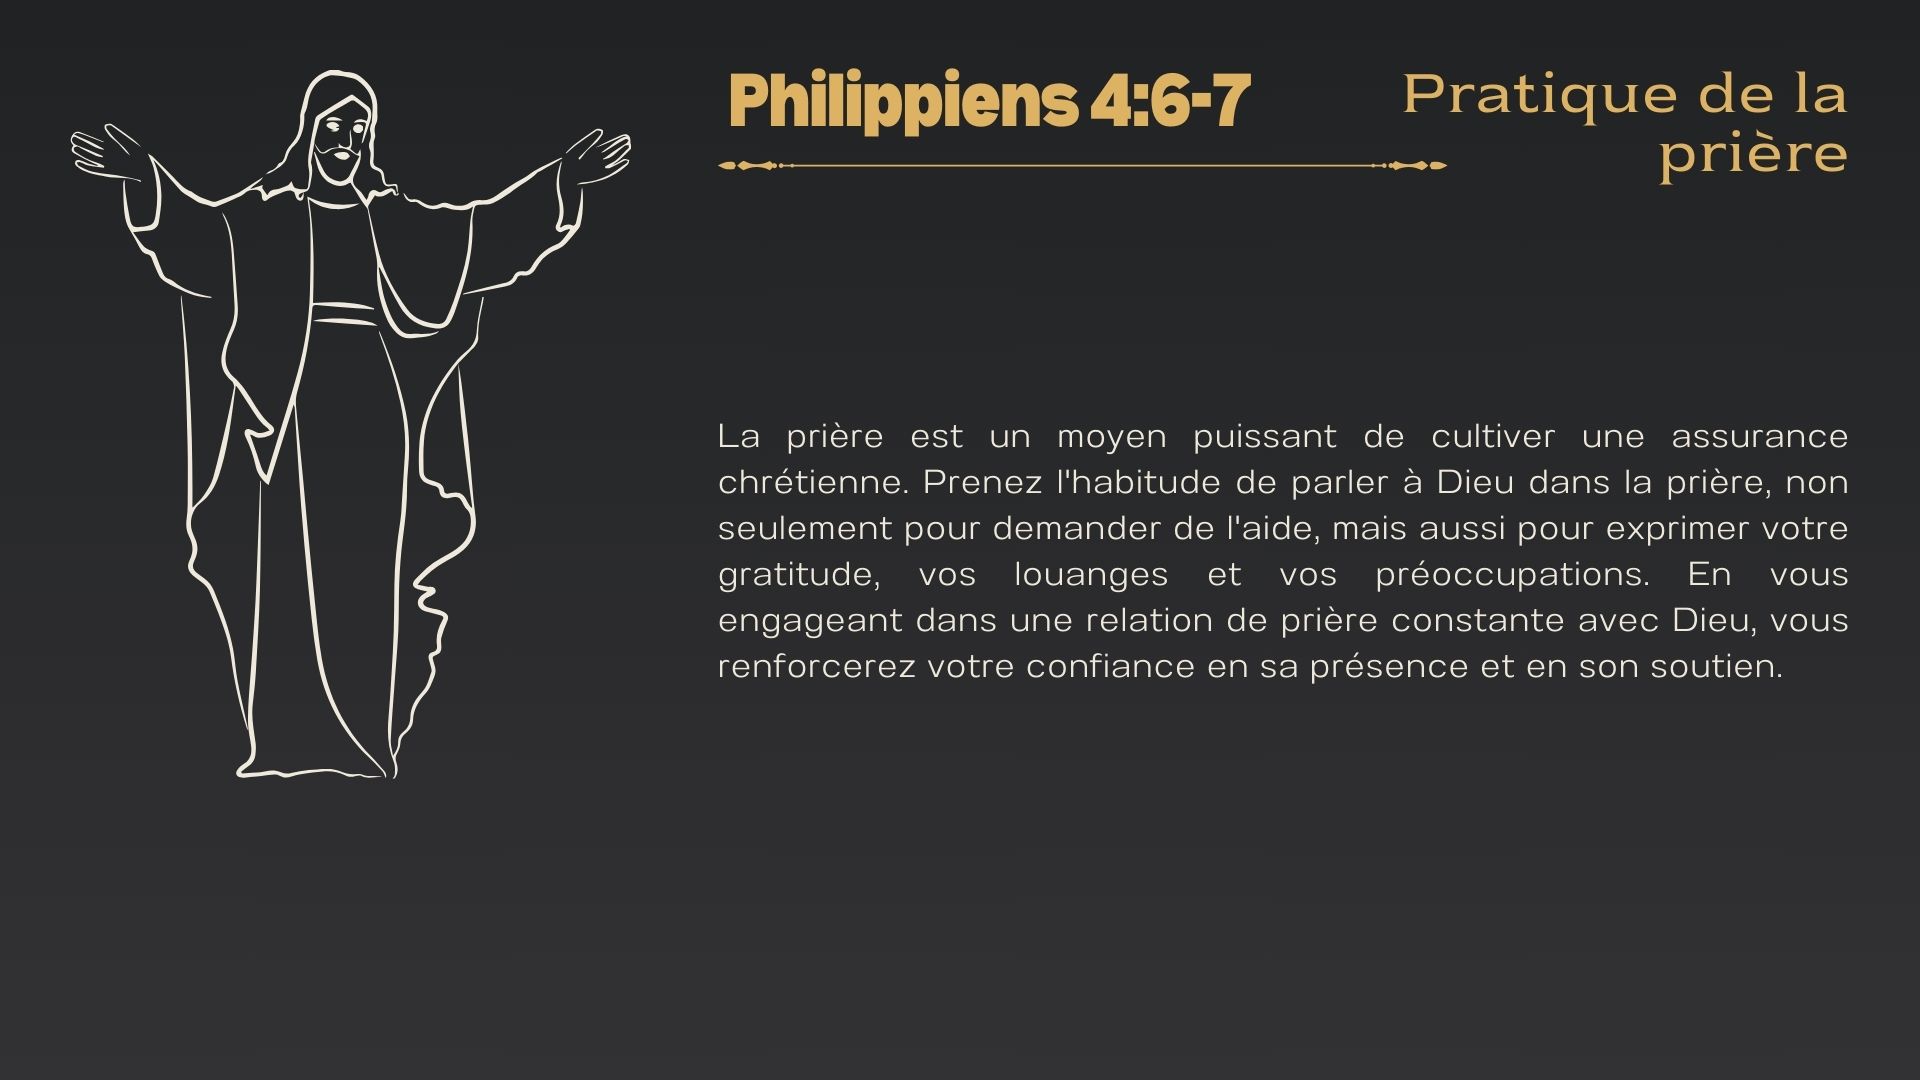 Philippiens 4:6-7
Pratique de la
prière
La prière est un moyen puissant de cultiver une assurance
chrétienne. Prenez l'habitude de parler à Dieu dans la prière, non
seulement pour demander de l'aide, mais aussi pour exprimer votre
gratitude, vos louanges et vos préoccupations. En vous
engageant dans une relation de prière constante avec Dieu, vous
renforcerez votre confiance en sa présence et en son soutien.